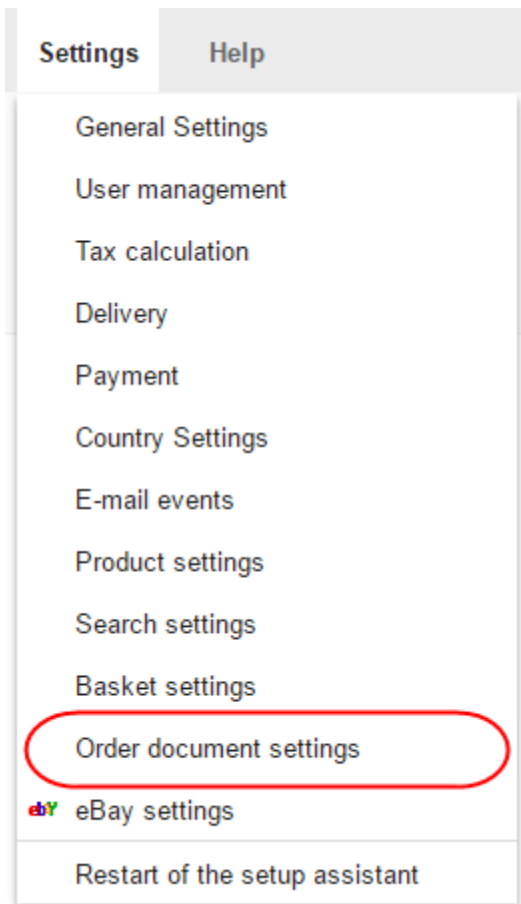 Settings Help
General Settings
User management
Tax calculation
Delivery
Payment
Country Settings
E-mail events
Product settings
Search settings
Basket settings
Order document settings
ebY eBay settings
Restart of the setup assistant